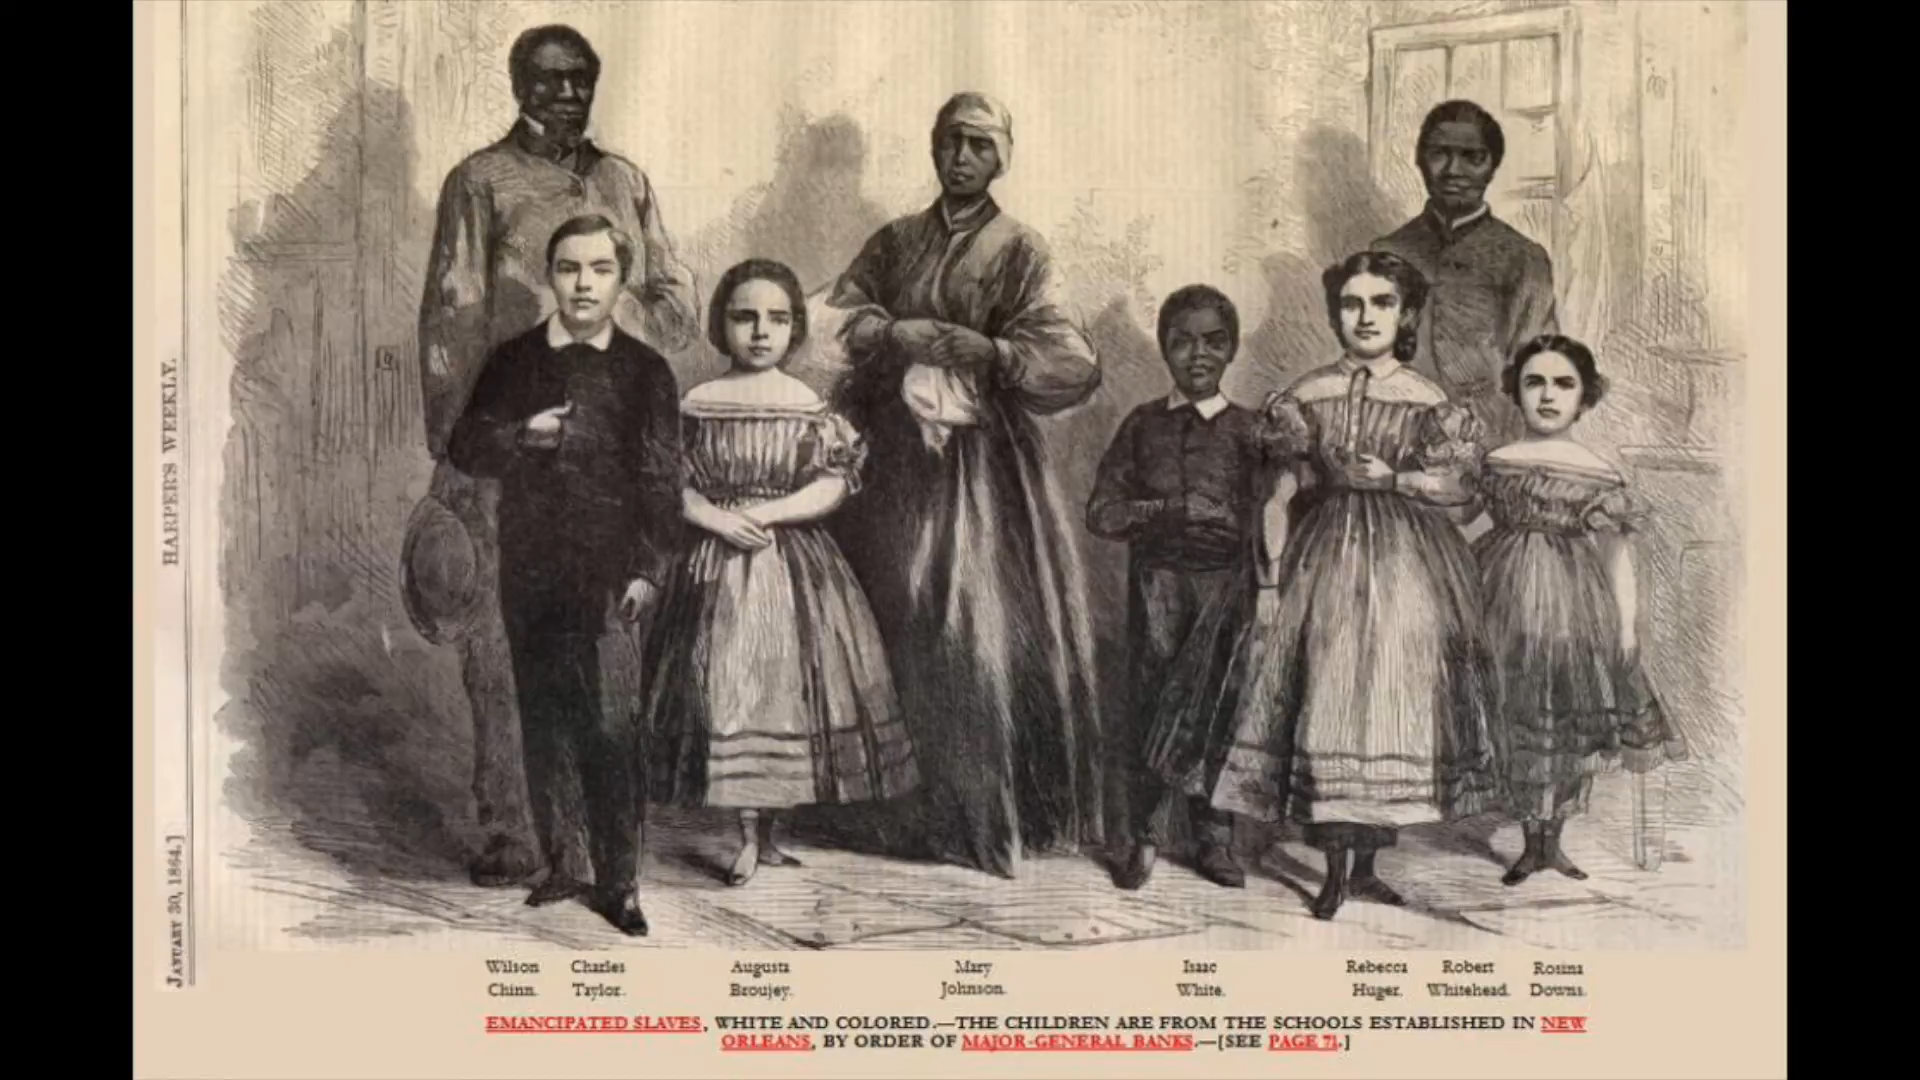 HARPER'S WEEKLY.
JANUARY 30, 1864.]
Wilson Chinn.
Charles Taylor.
Augusta Broujey.
Mary Johnson.
Isaac White.
Rebecca Huger.
Robert Whitehead.
Rosina Downs.
EMANCIPATED SLAVES, WHITE AND COLORED.—THE CHILDREN ARE FROM THE SCHOOLS ESTABLISHED IN NEW
ORLEANS, BY ORDER OF MAJOR-GENERAL BANKS.—[SEE PAGE 71.]